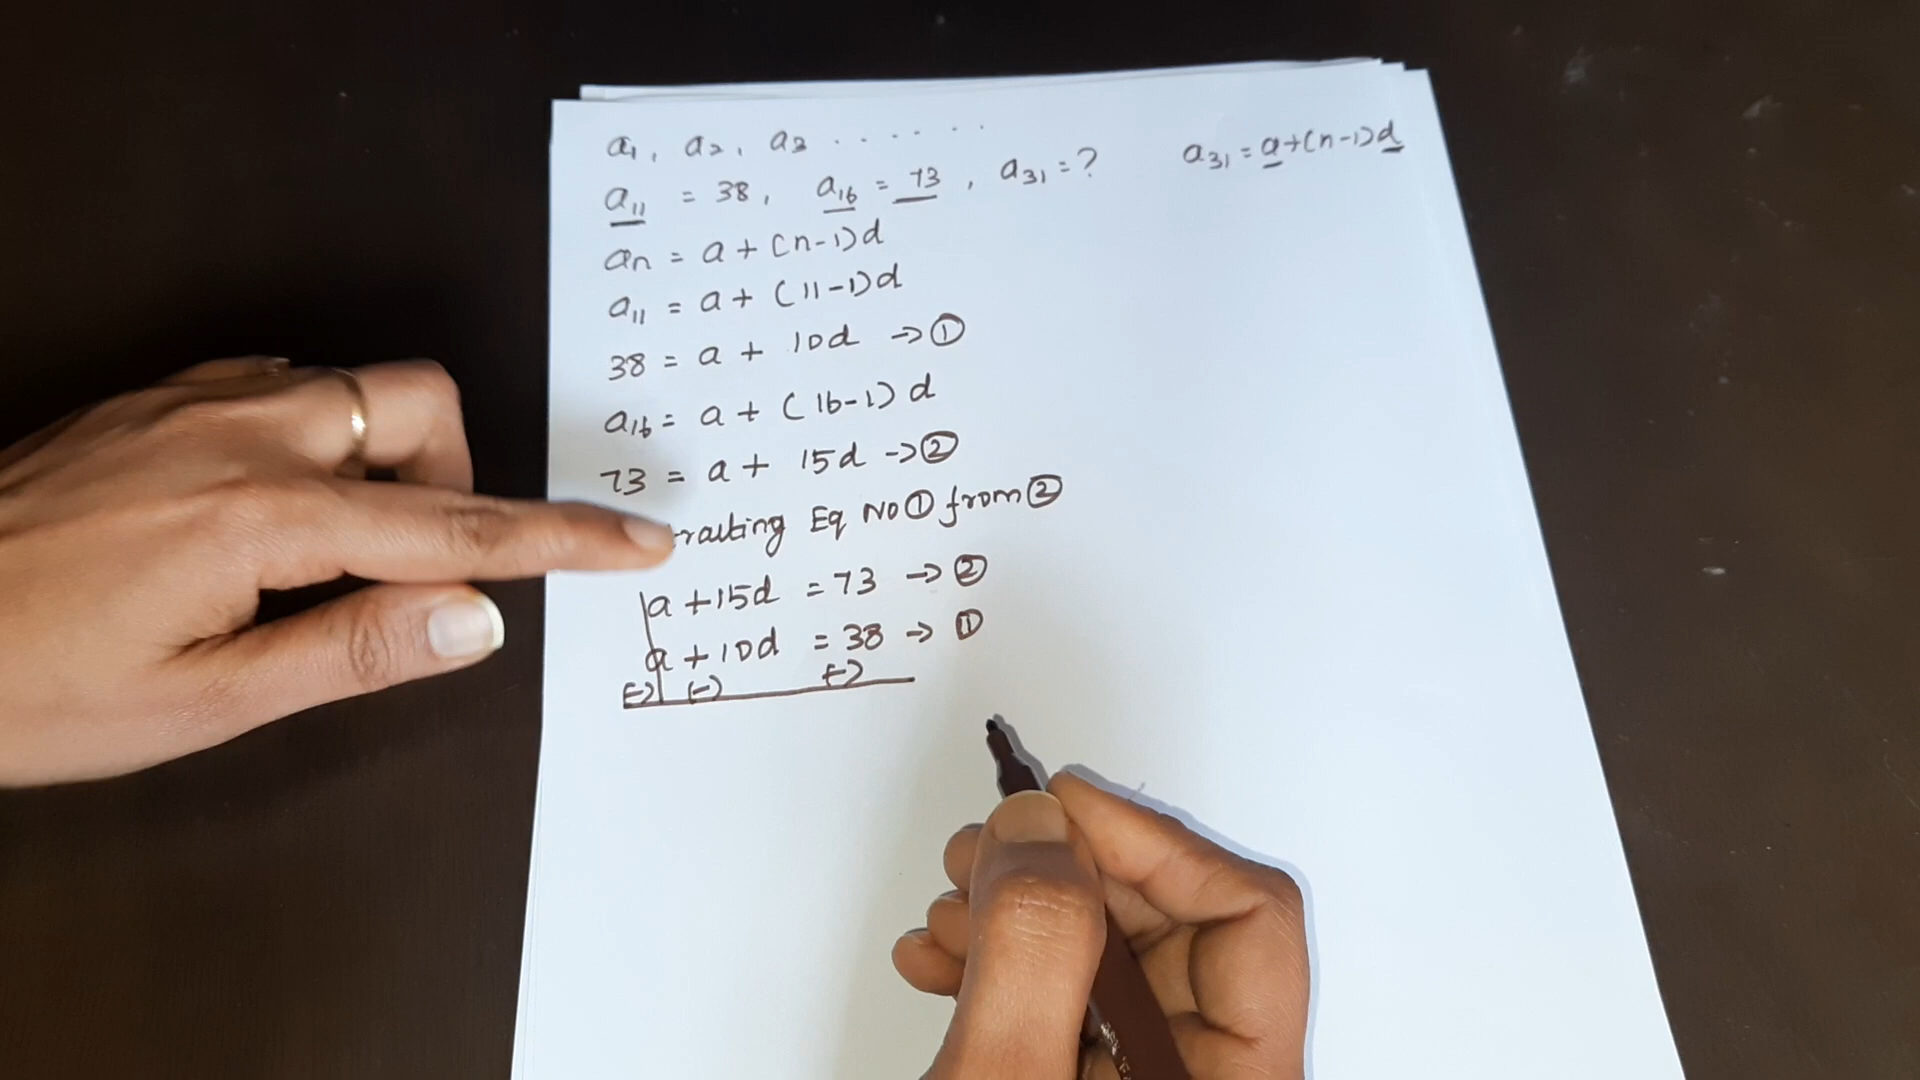 a₁, a₂, a₃ . . . . . . .
a₁₁ = 38, a₁₆ = 73, a₃₁ = ?
a₃₁ = a+(n-1)d
an = a + (n-1)d
a₁₁ = a + (11-1)d
38 = a + 10d → ①
a₁₆ = a + (16-1) d
73 = a + 15d → ②
Eq No ① from ②
a +15d = 73 → ②
a +10d = 38 → ①
(-) (-) (-)